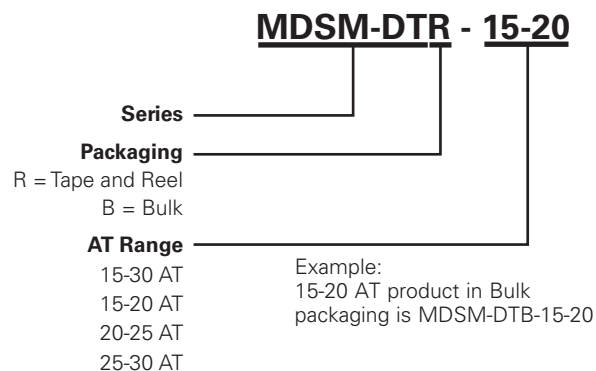 MDSM-DTR - 15-20
Series
Packaging
R = Tape and Reel
B = Bulk
AT Range
15-30 AT
15-20 AT
20-25 AT
25-30 AT
Example:
15-20 AT product in Bulk
packaging is MDSM-DTB-15-20